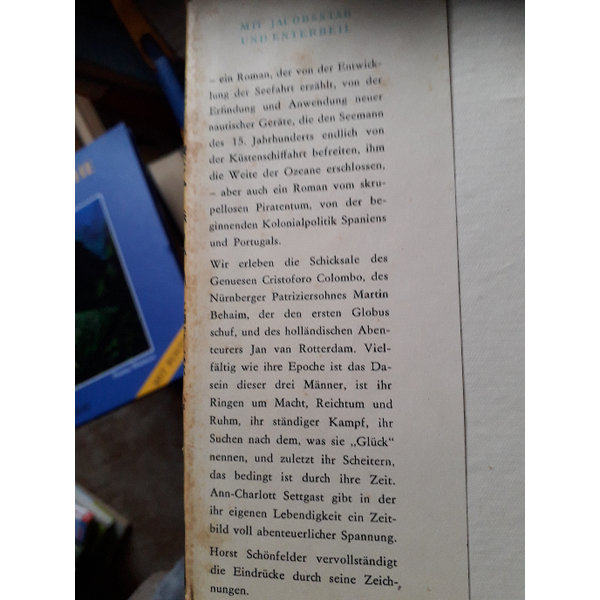 MIT JACOBSSTAB
UND ENTERBEIL
– ein Roman, der von der Entwick-
lung der Seefahrt erzählt, von der
Erfindung und Anwendung neuer
nautischer Geräte, die den Seemann
des 15. Jahrhunderts endlich von
der Küstenschiffahrt befreiten, ihm
die Weite der Ozeane erschlossen,
– aber auch ein Roman vom skru-
pellosen Piratentum, von der be-
ginnenden Kolonialpolitik Spaniens
und Portugals.
Wir erleben die Schicksale des
Genuesen Cristoforo Colombo, des
Nürnberger Patriziersohnes Martin
Behaim, der den ersten Globus
schuf, und des holländischen Aben-
teurers Jan van Rotterdam. Viel-
fältig wie ihre Epoche ist das Da-
sein dieser drei Männer, ist ihr
Ringen um Macht, Reichtum und
Ruhm, ihr ständiger Kampf, ihr
Suchen nach dem, was sie „Glück“
nennen, und zuletzt ihr Scheitern,
das bedingt ist durch ihre Zeit.
Ann-Charlott Settgast gibt in der
ihr eigenen Lebendigkeit ein Zeit-
bild voll abenteuerlicher Spannung.
Horst Schönfelder vervollständigt
die Eindrücke durch seine Zeich-
nungen.